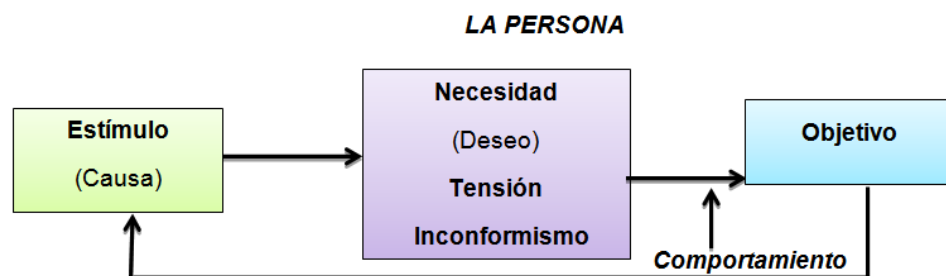 LA PERSONA
Estímulo
(Causa)
Necesidad
(Deseo)
Tensión
Inconformismo
Objetivo
Comportamiento